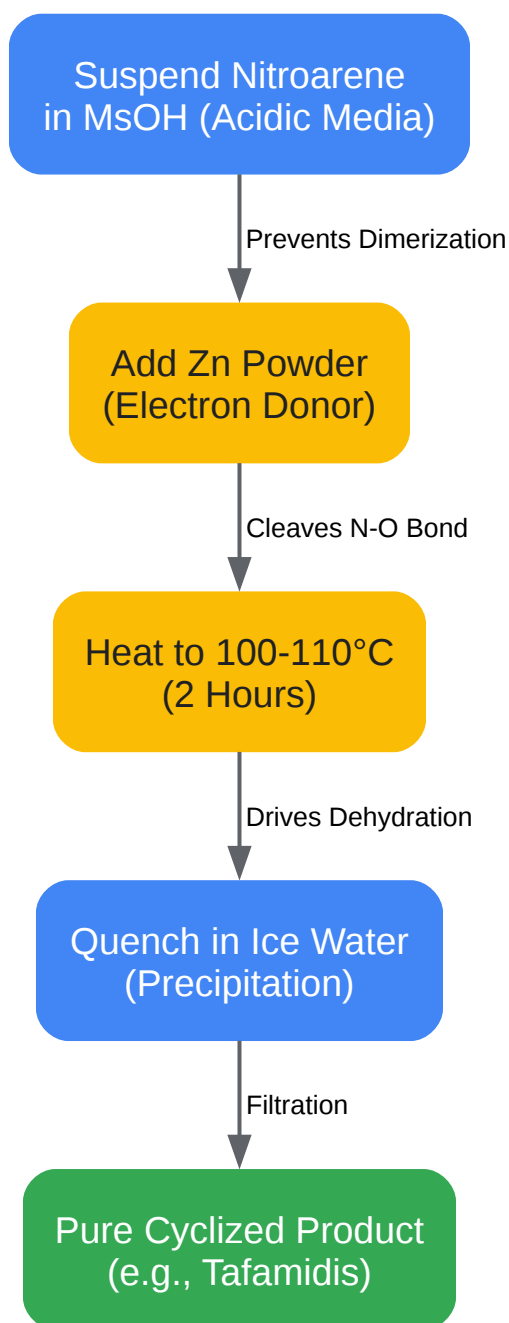 Suspend Nitroarene
in MsOH (Acidic Media)
Prevents Dimerization
Add Zn Powder
(Electron Donor)
Cleaves N-O Bond
Heat to 100-110°C
(2 Hours)
Drives Dehydration
Quench in Ice Water
(Precipitation)
Filtration
Pure Cyclized Product
(e.g., Tafamidis)